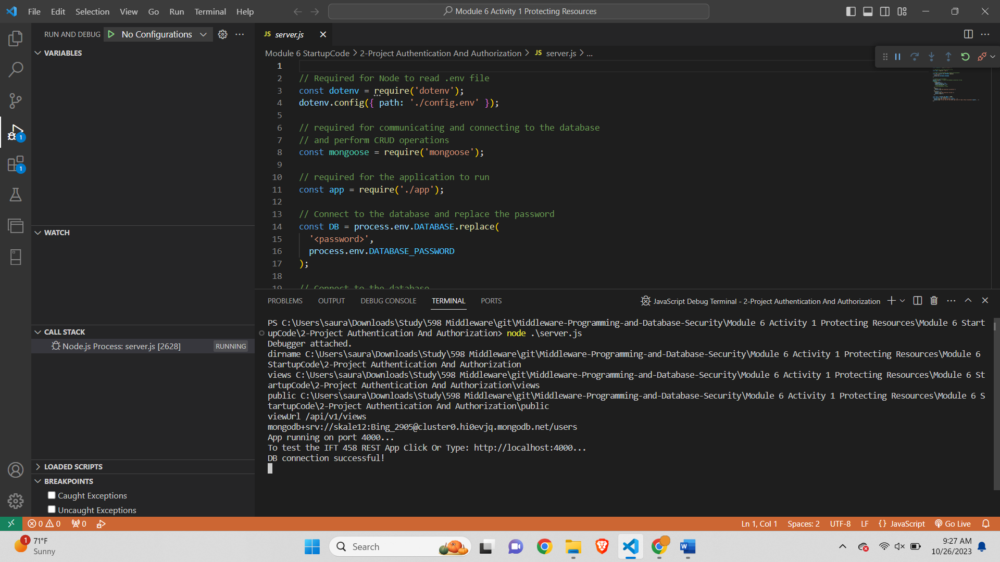 File Edit Selection View Go Run Terminal Help
Module 6 Activity 1 Protecting Resources
RUN AND DEBUG No Configurations
VARIABLES
WATCH
CALL STACK
Node.js Process: server.js [2628] RUNNING
LOADED SCRIPTS
BREAKPOINTS
Caught Exceptions
Uncaught Exceptions
1
1
JS server.js
Module 6 StartupCode > 2-Project Authentication And Authorization > JS server.js > ...
1
2 // Required for Node to read .env file
3 const dotenv = require('dotenv');
4 dotenv.config({ path: './config.env' });
5
6 // required for communicating and connecting to the database
7 // and perform CRUD operations
8 const mongoose = require('mongoose');
9
10 // required for the application to run
11 const app = require('./app');
12
13 // Connect to the database and replace the password
14 const DB = process.env.DATABASE.replace(
15 '<password>',
16 process.env.DATABASE_PASSWORD
17 );
18
19 // Connect to the database
PROBLEMS OUTPUT DEBUG CONSOLE TERMINAL PORTS
JavaScript Debug Terminal - 2-Project Authentication And Authorization
PS C:\Users\saura\Downloads\Study\598 Middleware\git\Middleware-Programming-and-Database-Security\Module 6 Activity 1 Protecting Resources\Module 6 Start
upCode\2-Project Authentication And Authorization> node .\server.js
Debugger attached.
dirname C:\Users\saura\Downloads\Study\598 Middleware\git\Middleware-Programming-and-Database-Security\Module 6 Activity 1 Protecting Resources\Module 6
StartupCode\2-Project Authentication And Authorization
views C:\Users\saura\Downloads\Study\598 Middleware\git\Middleware-Programming-and-Database-Security\Module 6 Activity 1 Protecting Resources\Module 6 St
artupCode\2-Project Authentication And Authorization\views
public C:\Users\saura\Downloads\Study\598 Middleware\git\Middleware-Programming-and-Database-Security\Module 6 Activity 1 Protecting Resources\Module 6 S
tartupCode\2-Project Authentication And Authorization\public
viewUrl /api/v1/views
mongodb+srv://skale12:Bing_2905@cluster0.hi0evjq.mongodb.net/users
App running on port 4000...
To test the IFT 458 REST App Click Or Type: http://localhost:4000...
DB connection successful!
0 0 0 Ln 1, Col 1 Spaces: 2 UTF-8 LF {} JavaScript Go Live
1 71°F
Sunny
Search
9:27 AM
10/26/2023